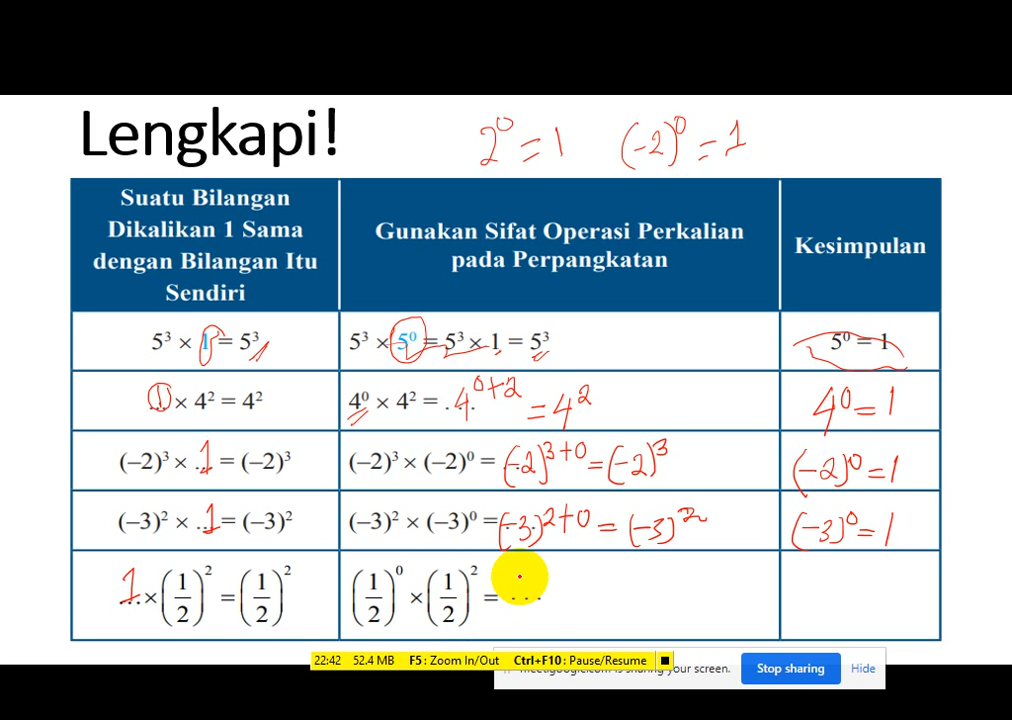 Lengkapi!
2⁰ = 1 (-2)⁰ = 1
Suatu Bilangan
Dikalikan 1 Sama
dengan Bilangan Itu
Sendiri
Gunakan Sifat Operasi Perkalian
pada Perpangkatan
Kesimpulan
5³ × 1 = 5³
5³ × 5⁰ = 5³ × 1 = 5³
5⁰ = 1
1 × 4² = 4²
4⁰ × 4² = 4⁰⁺² = 4²
4⁰ = 1
(–2)³ × 1 = (–2)³
(–2)³ × (–2)⁰ = (-2)³⁺⁰ = (-2)³
(-2)⁰ = 1
(–3)² × 1 = (–3)²
(–3)² × (–3)⁰ = (-3)²⁺⁰ = (-3)²
(-3)⁰ = 1
1 × (1/2)² = (1/2)²
(1/2)⁰ × (1/2)² = ...
22:42 52.4 MB F5: Zoom In/Out Ctrl+F10: Pause/Resume
is sharing your screen. Stop sharing Hide